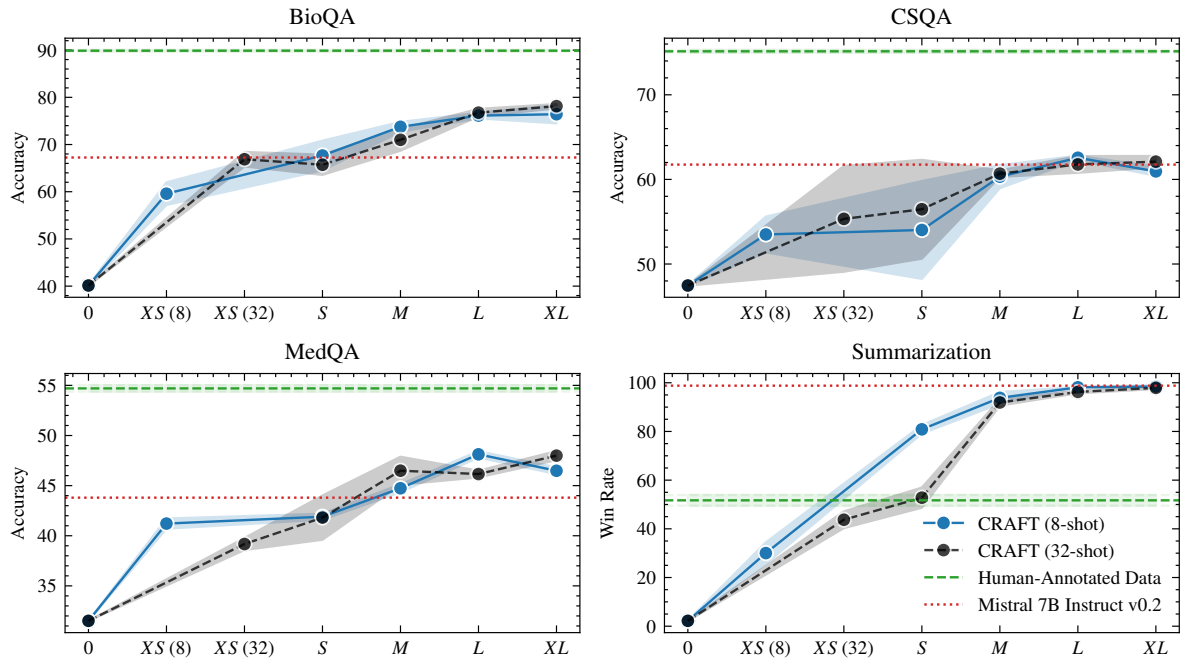 BioQA
Accuracy
90
80
70
60
50
40
0 XS (8) XS (32) S M L XL
CSQA
Accuracy
70
60
50
0 XS (8) XS (32) S M L XL
MedQA
Accuracy
55
50
45
40
35
0 XS (8) XS (32) S M L XL
Summarization
Win Rate
100
80
60
40
20
0
CRAFT (8-shot)
CRAFT (32-shot)
Human-Annotated Data
Mistral 7B Instruct v0.2
0 XS (8) XS (32) S M L XL